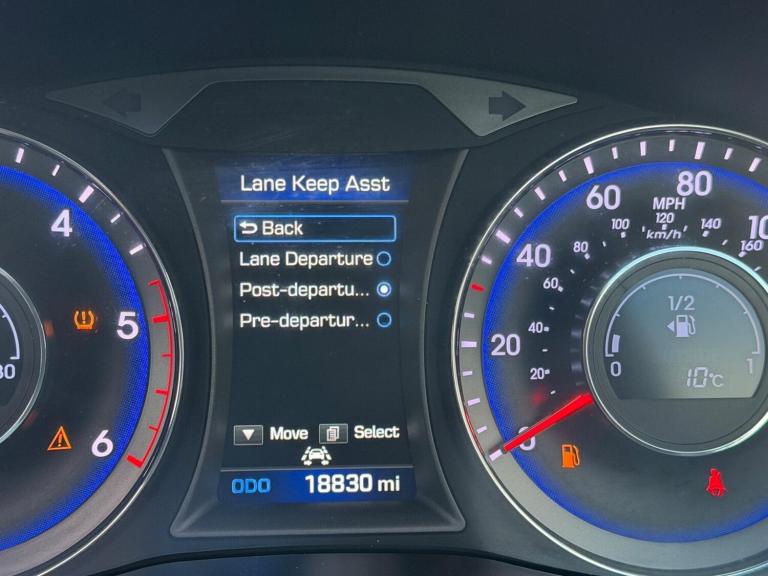 Lane Keep Asst
Back
Lane Departure
Post-departu...
Pre-departur...
Move Select
ODO 18830 mi
4
5
6
0 20 40 60 80
MPH
20 40 60 80 100 120 140 160
km/h
1/2
0 1
10°C